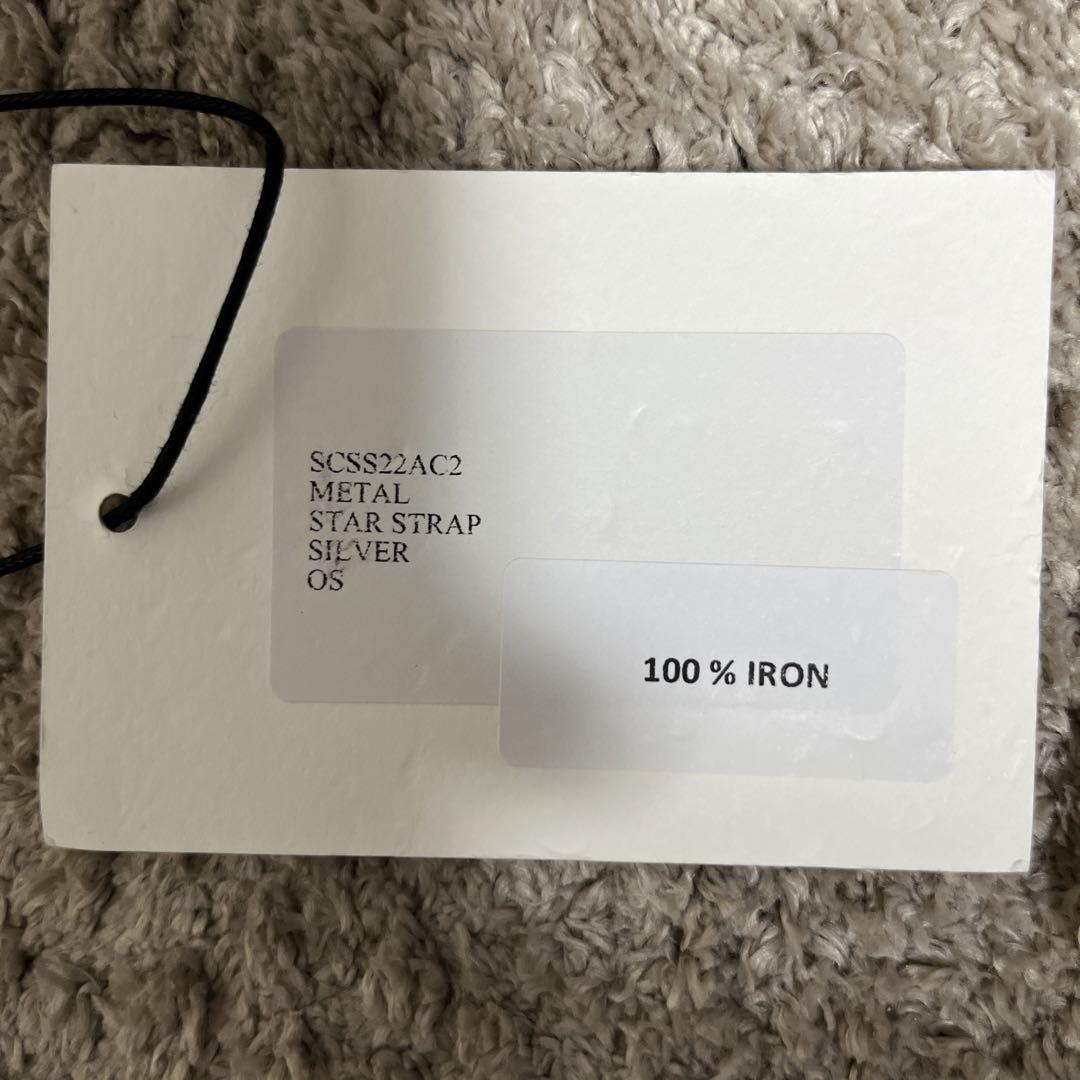 SCSS22AC2
METAL
STAR STRAP
SILVER
OS
100 % IRON